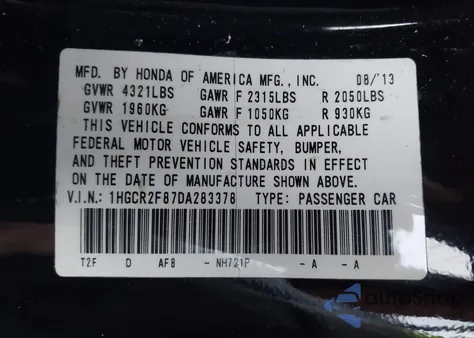 MFD. BY HONDA OF AMERICA MFG., INC. 08/'13
GVWR 4321LBS GAWR F 2315LBS R 2050LBS
GVWR 1960KG GAWR F 1050KG R 930KG
THIS VEHICLE CONFORMS TO ALL APPLICABLE
FEDERAL MOTOR VEHICLE SAFETY, BUMPER,
AND THEFT PREVENTION STANDARDS IN EFFECT
ON THE DATE OF MANUFACTURE SHOWN ABOVE.
V.I.N.: 1HGCR2F87DA283378 TYPE: PASSENGER CAR
T2F D AF8 - NH731P - A - A
AutoSnap